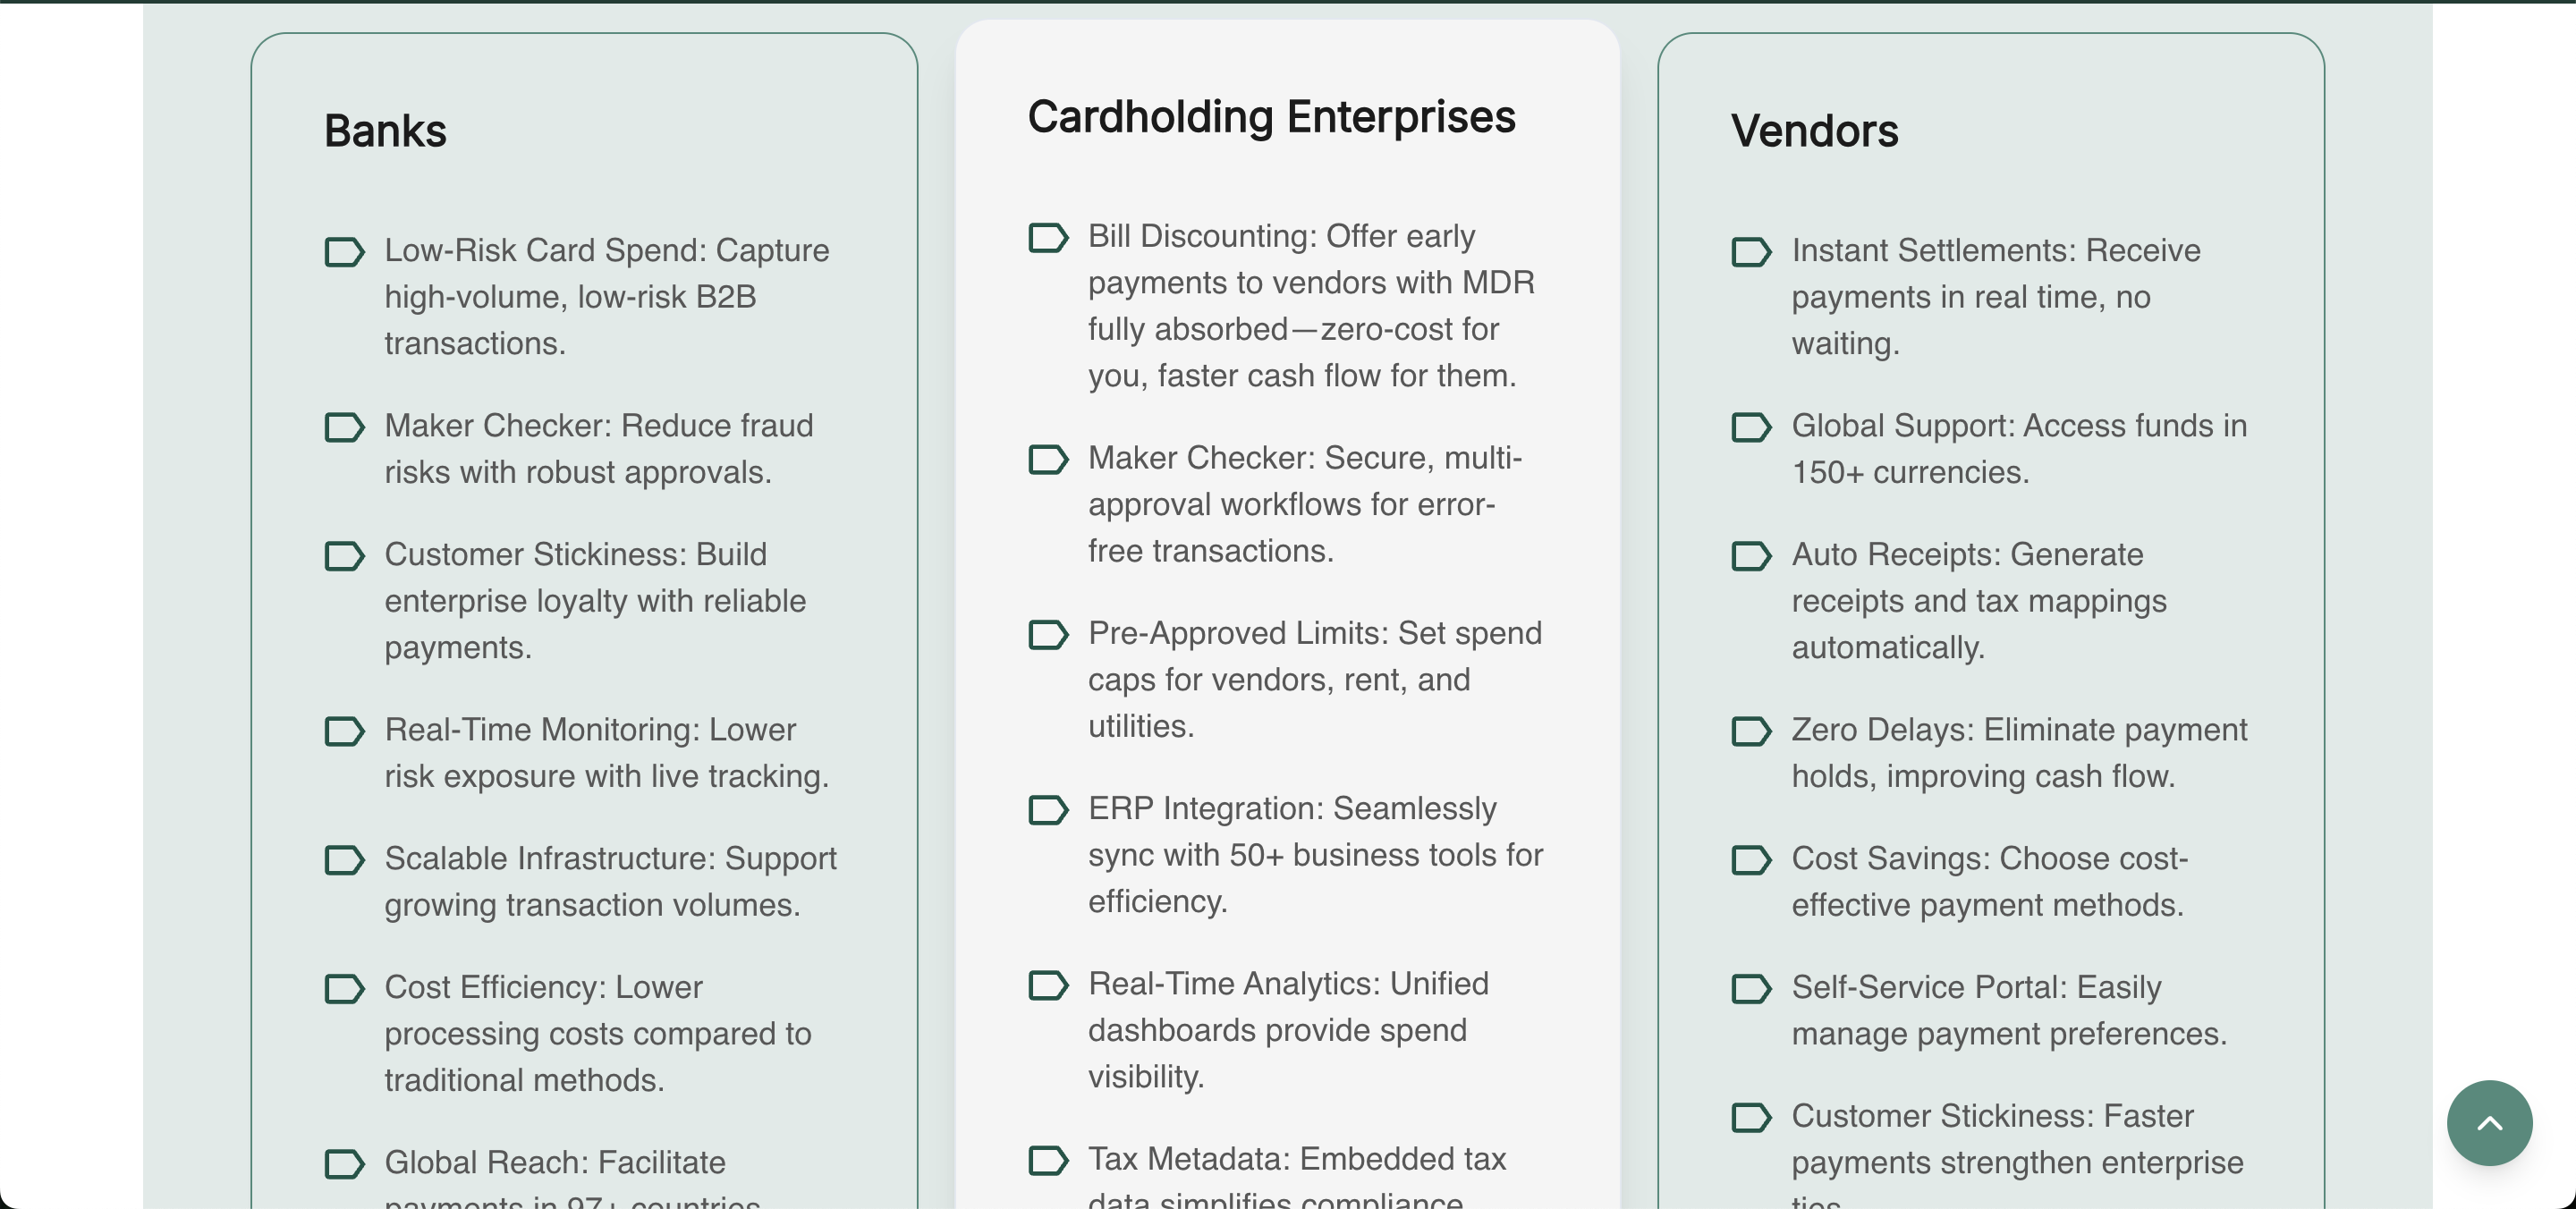 Banks
Low-Risk Card Spend: Capture
high-volume, low-risk B2B
transactions.
Maker Checker: Reduce fraud
risks with robust approvals.
Customer Stickiness: Build
enterprise loyalty with reliable
payments.
Real-Time Monitoring: Lower
risk exposure with live tracking.
Scalable Infrastructure: Support
growing transaction volumes.
Cost Efficiency: Lower
processing costs compared to
traditional methods.
Global Reach: Facilitate
payments in 97+ countries.
Cardholding Enterprises
Bill Discounting: Offer early
payments to vendors with MDR
fully absorbed—zero-cost for
you, faster cash flow for them.
Maker Checker: Secure, multi-
approval workflows for error-
free transactions.
Pre-Approved Limits: Set spend
caps for vendors, rent, and
utilities.
ERP Integration: Seamlessly
sync with 50+ business tools for
efficiency.
Real-Time Analytics: Unified
dashboards provide spend
visibility.
Tax Metadata: Embedded tax
data simplifies compliance.
Vendors
Instant Settlements: Receive
payments in real time, no
waiting.
Global Support: Access funds in
150+ currencies.
Auto Receipts: Generate
receipts and tax mappings
automatically.
Zero Delays: Eliminate payment
holds, improving cash flow.
Cost Savings: Choose cost-
effective payment methods.
Self-Service Portal: Easily
manage payment preferences.
Customer Stickiness: Faster
payments strengthen enterprise
ties.